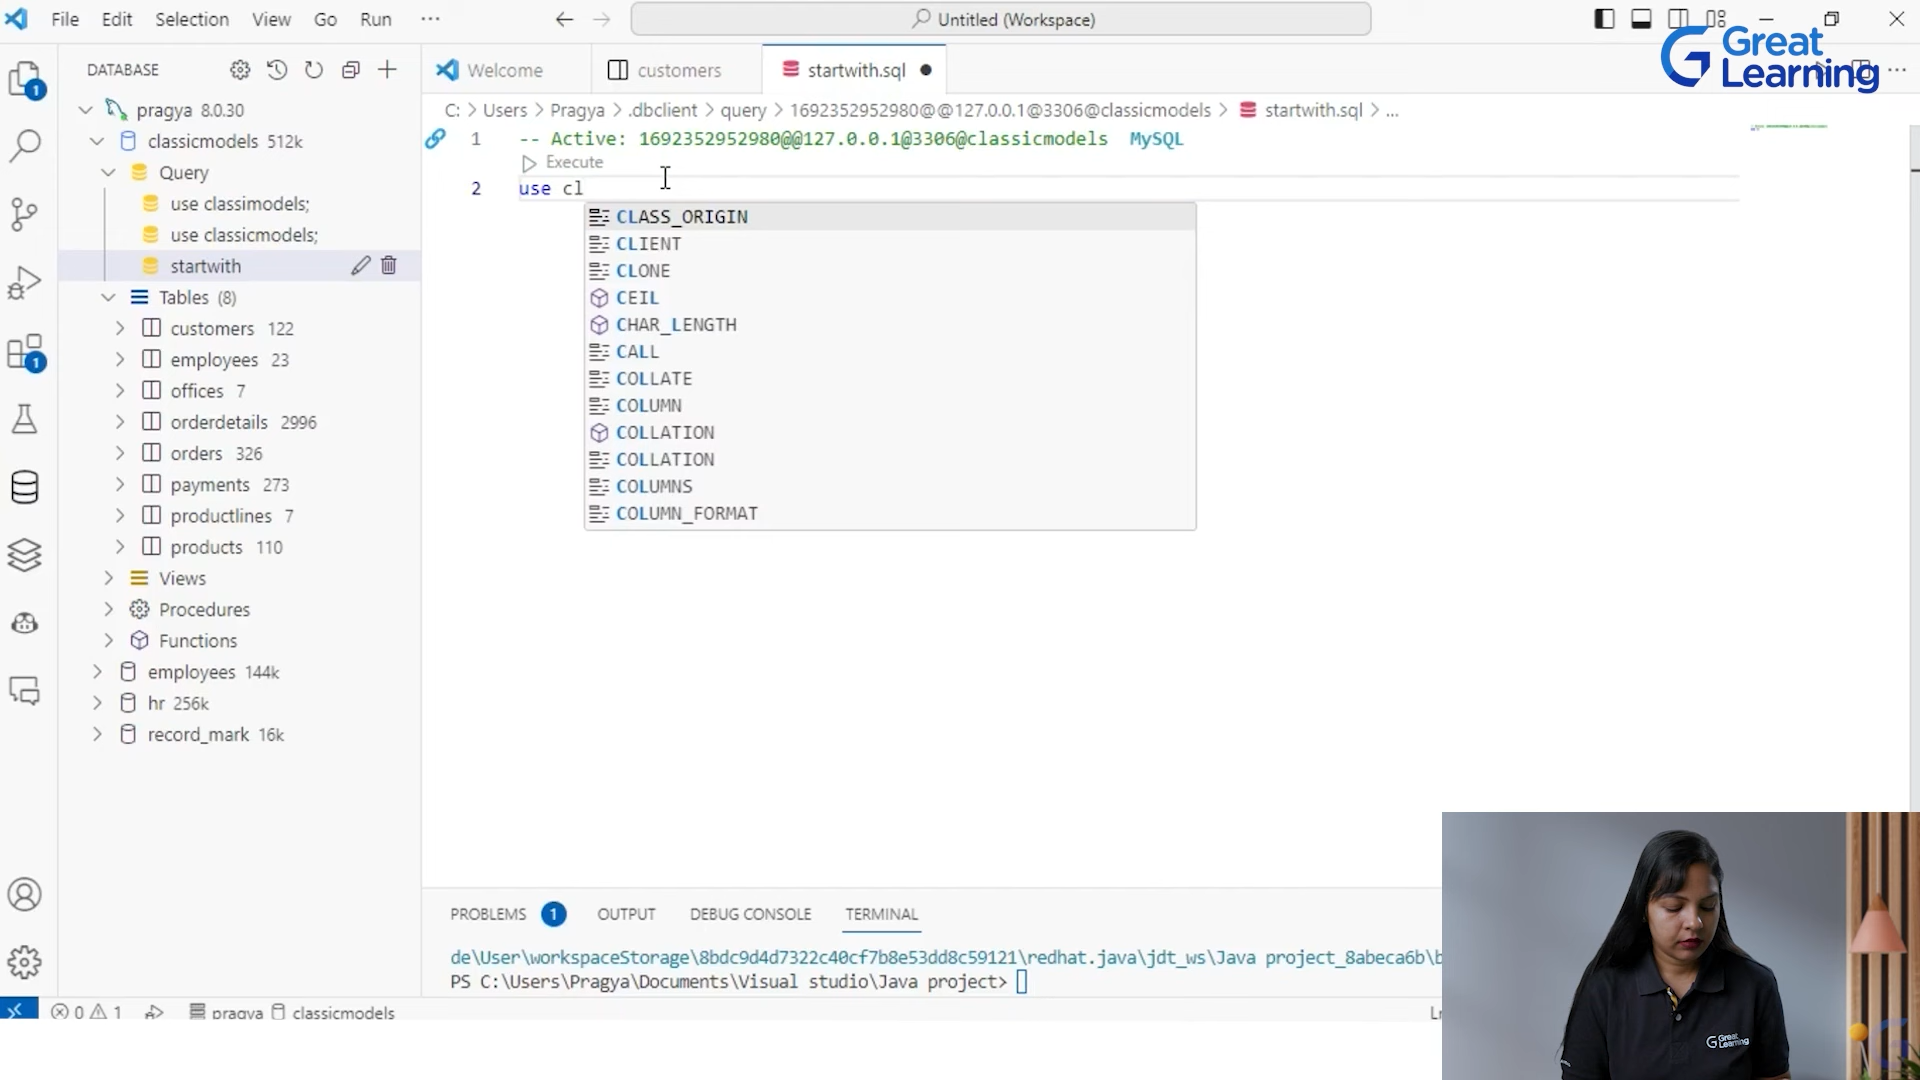 File Edit Selection View Go Run ... Untitled (Workspace)
Great Learning
DATABASE
pragya 8.0.30
classicmodels 512k
Query
use classimodels;
use classicmodels;
startwith
Tables (8)
customers 122
employees 23
offices 7
orderdetails 2996
orders 326
payments 273
productlines 7
products 110
Views
Procedures
Functions
employees 144k
hr 256k
record_mark 16k
1
1
Welcome customers startwith.sql
C: > Users > Pragya > .dbclient > query > 1692352952980@@127.0.0.1@3306@classicmodels > startwith.sql > ...
1 -- Active: 1692352952980@@127.0.0.1@3306@classicmodels MySQL
Execute
2 use cl
CLASS_ORIGIN
CLIENT
CLONE
CEIL
CHAR_LENGTH
CALL
COLLATE
COLUMN
COLLATION
COLLATION
COLUMNS
COLUMN_FORMAT
PROBLEMS 1 OUTPUT DEBUG CONSOLE TERMINAL
de\User\workspaceStorage\8bdc9d4d7322c40cf7b8e53dd8c59121\redhat.java\jdt_ws\Java project_8abeca6b\b
PS C:\Users\Pragya\Documents\Visual studio\Java project>
0 1 pragya classicmodels
Great Learning